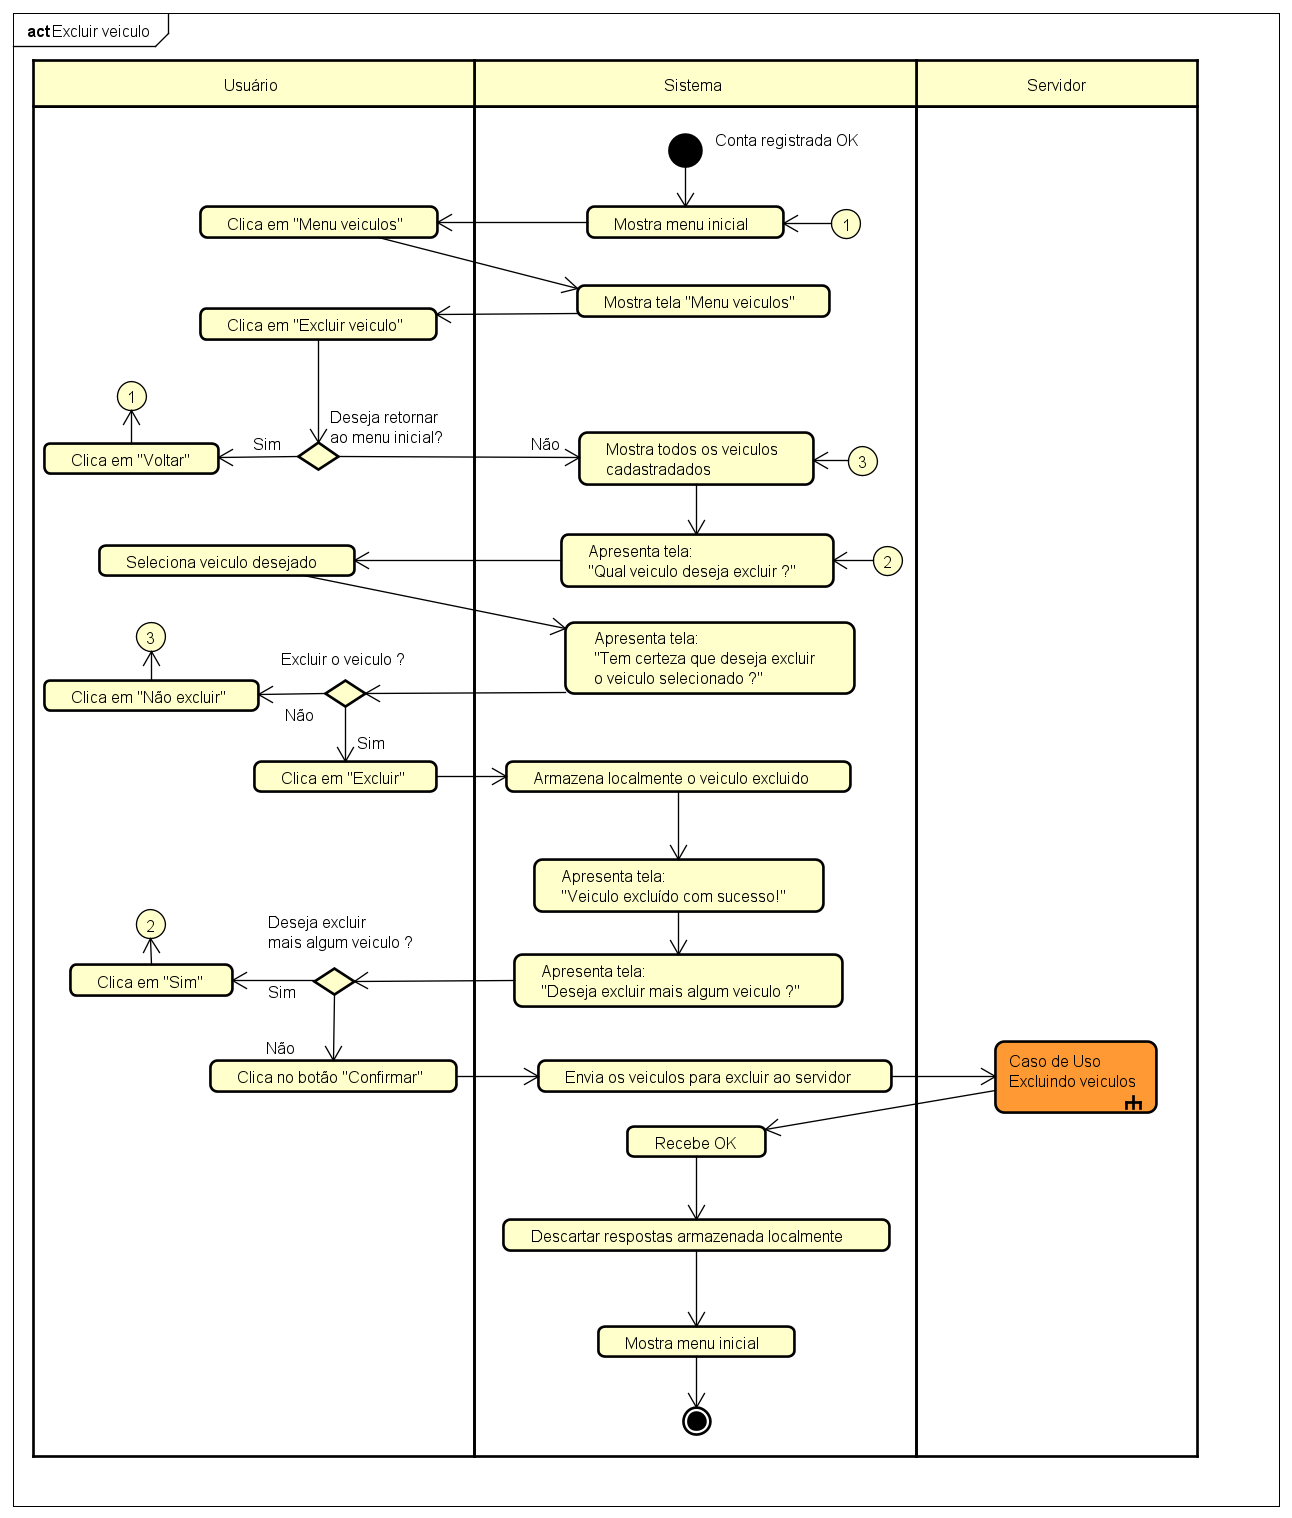 act Excluir veiculo
Usuário
Sistema
Servidor
Conta registrada OK
Clica em "Menu veiculos"
Mostra menu inicial
1
Mostra tela "Menu veiculos"
Clica em "Excluir veiculo"
1
Deseja retornar
ao menu inicial?
Sim
Não
Clica em "Voltar"
Mostra todos os veiculos
cadastradados
3
Seleciona veiculo desejado
Apresenta tela:
"Qual veiculo deseja excluir ?"
2
3
Excluir o veiculo ?
Apresenta tela:
"Tem certeza que deseja excluir
o veiculo selecionado ?"
Clica em "Não excluir"
Não
Sim
Clica em "Excluir"
Armazena localmente o veiculo excluido
Apresenta tela:
"Veiculo excluído com sucesso!"
2
Deseja excluir
mais algum veiculo ?
Clica em "Sim"
Sim
Apresenta tela:
"Deseja excluir mais algum veiculo ?"
Não
Clica no botão "Confirmar"
Envia os veiculos para excluir ao servidor
Caso de Uso
Excluindo veiculos
Recebe OK
Descartar respostas armazenada localmente
Mostra menu inicial